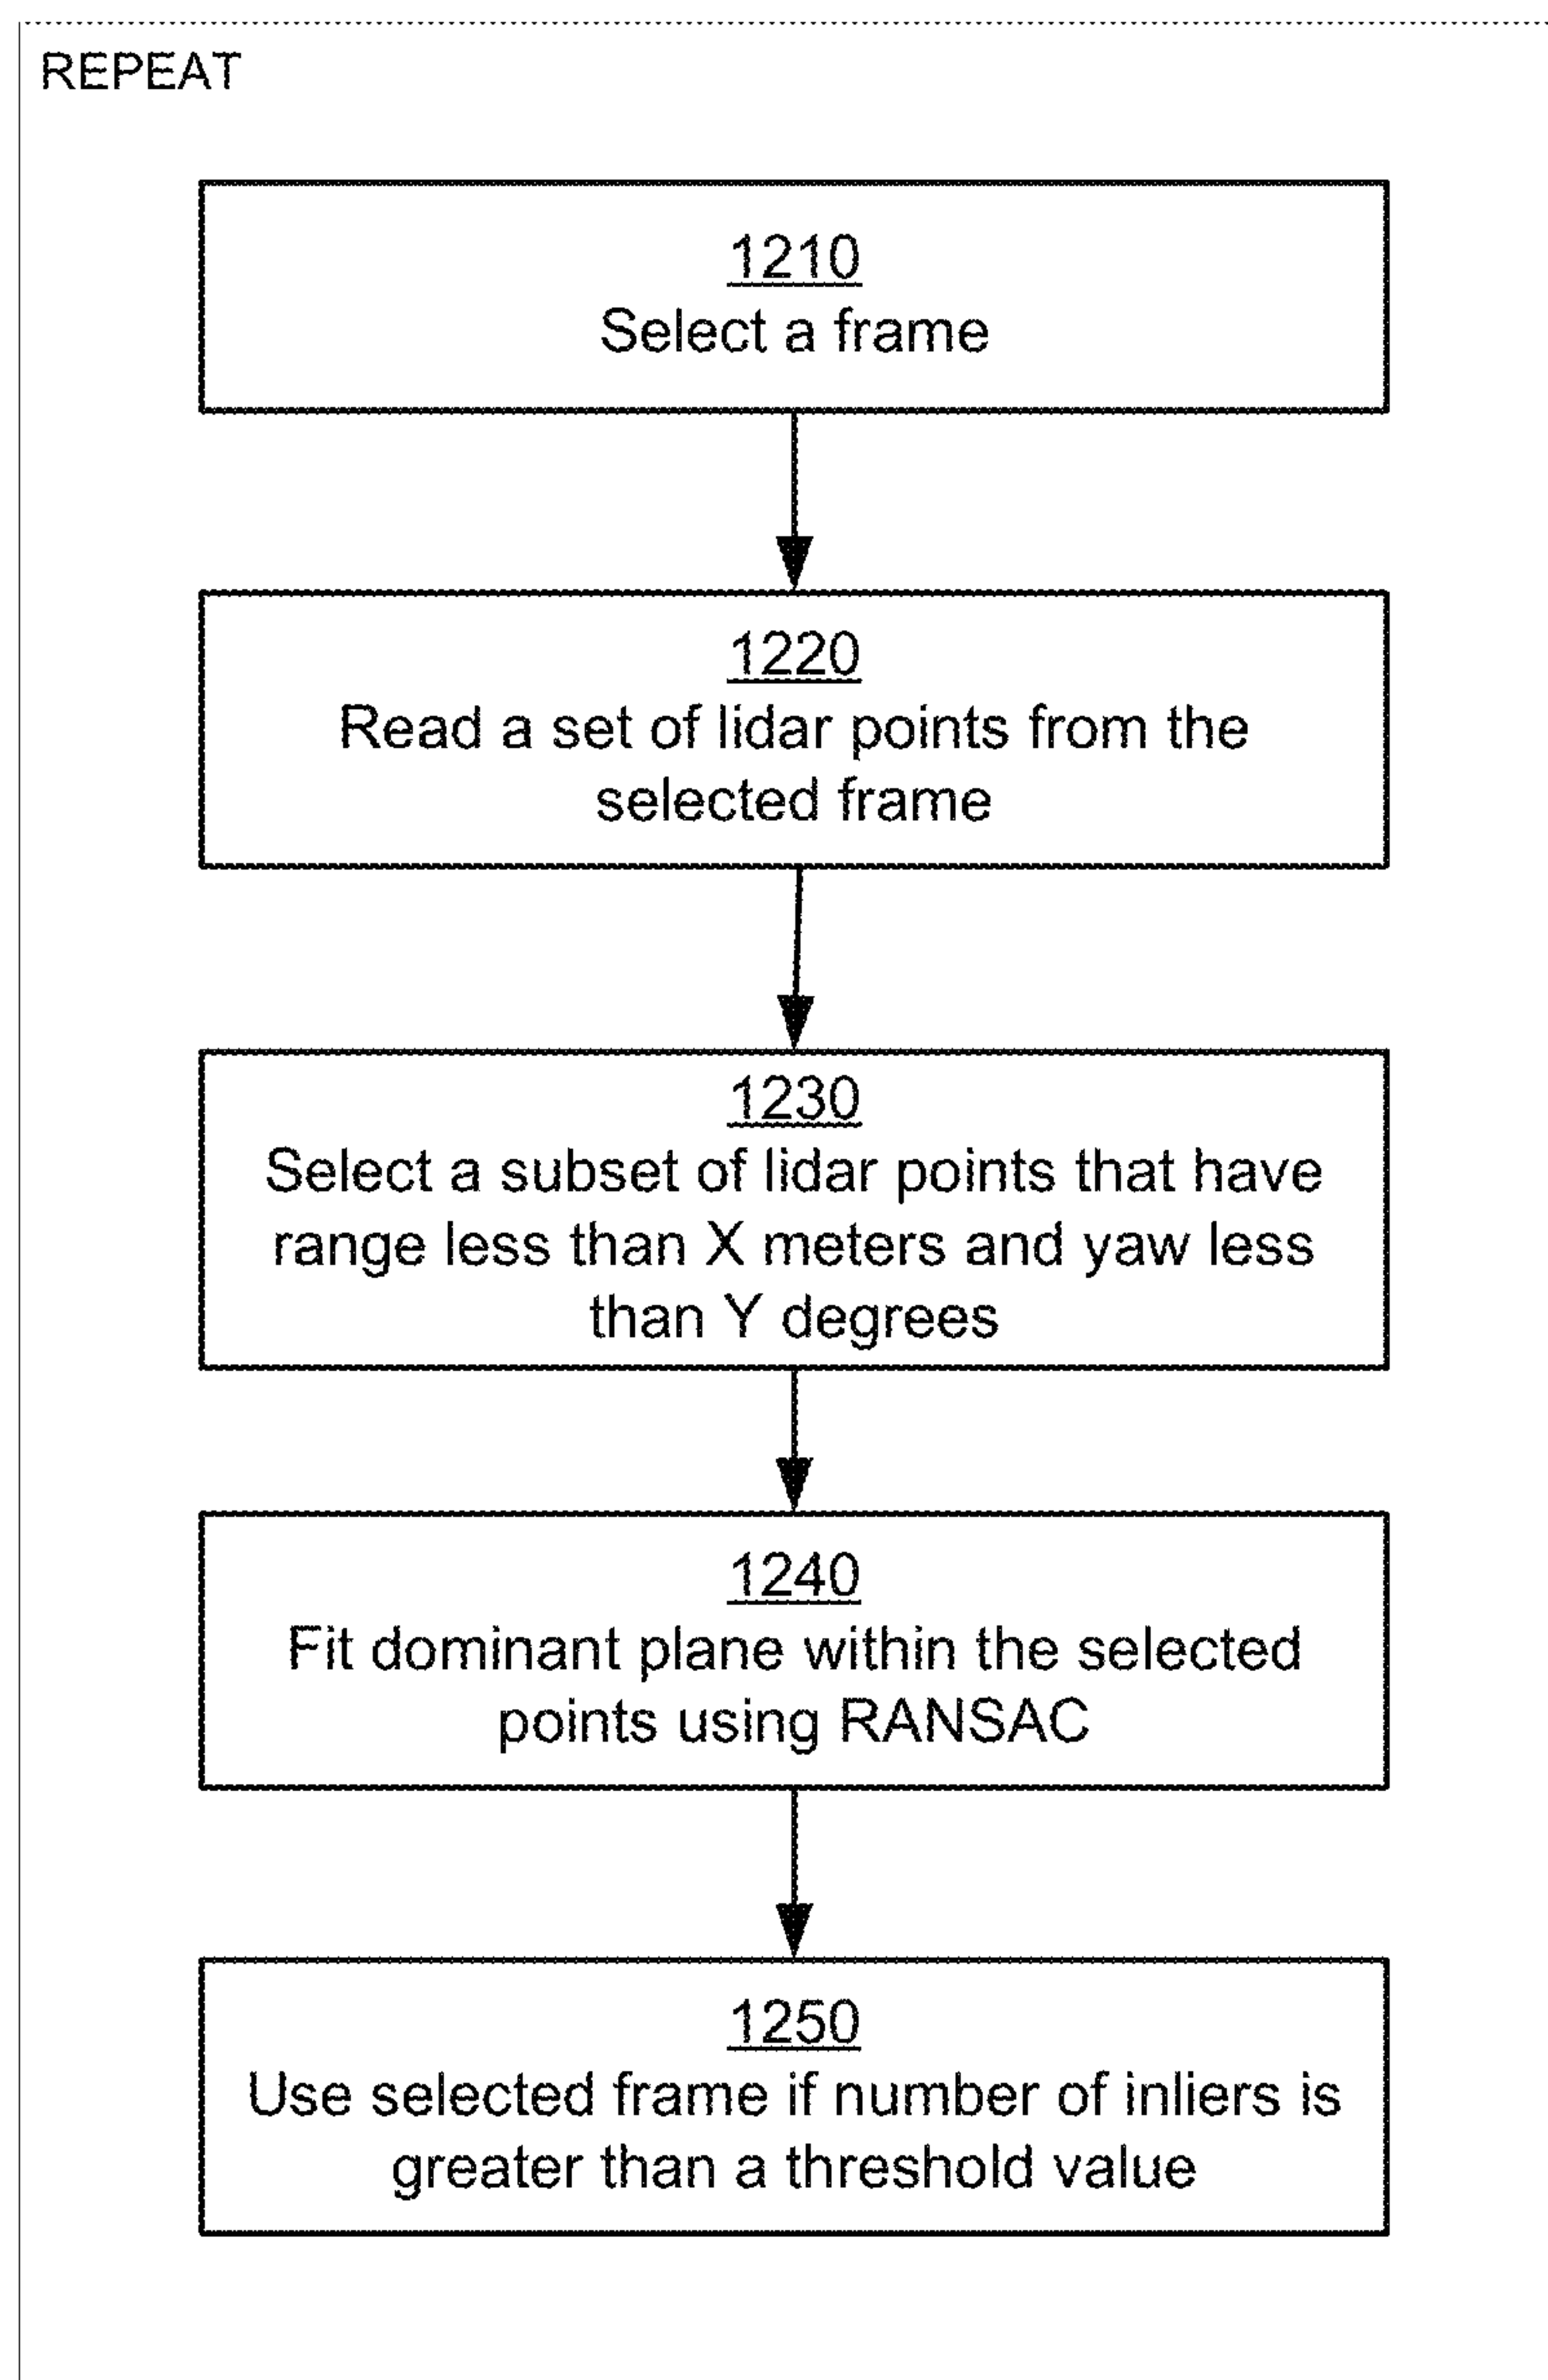 REPEAT
1210
Select a frame
1220
Read a set of lidar points from the
selected frame
1230
Select a subset of lidar points that have
range less than X meters and yaw less
than Y degrees
1240
Fit dominant plane within the selected
points using RANSAC
1250
Use selected frame if number of inliers is
greater than a threshold value